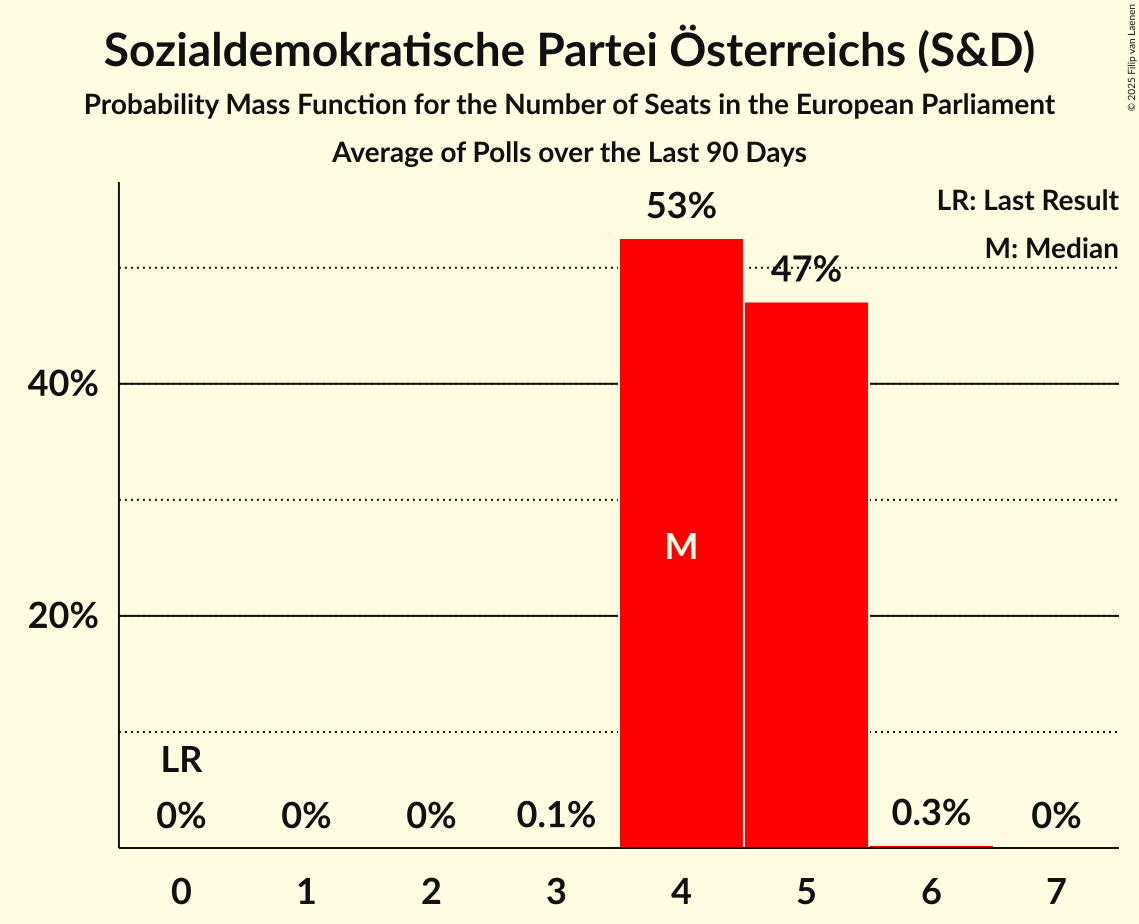 Sozialdemokratische Partei Österreichs (S&D)
Probability Mass Function for the Number of Seats in the European Parliament
Average of Polls over the Last 90 Days
© 2025 Filip van Laenen
LR: Last Result
M: Median
53%
47%
40%
20%
M
LR
0%
0%
0%
0.1%
0.3%
0%
0
1
2
3
4
5
6
7